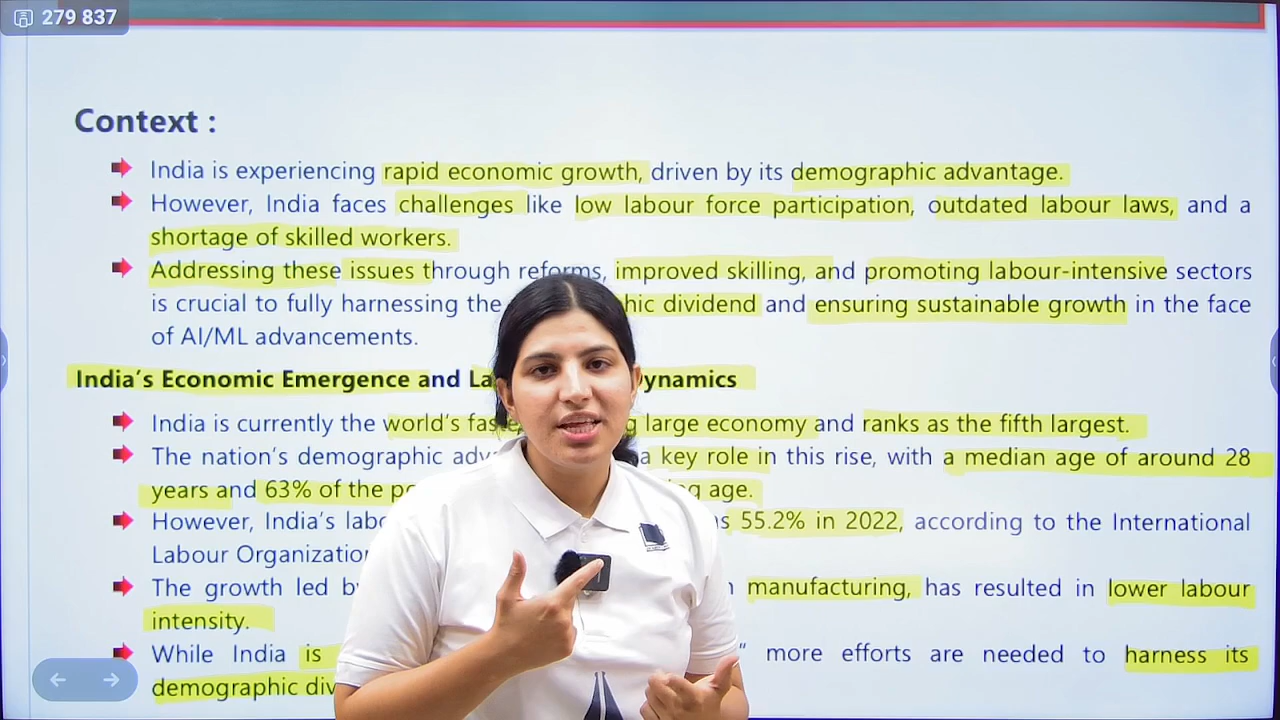 279 837
Context :
India is experiencing rapid economic growth, driven by its demographic advantage.
However, India faces challenges like low labour force participation, outdated labour laws, and a
shortage of skilled workers.
Addressing these issues through reforms, improved skilling, and promoting labour-intensive sectors
is crucial to fully harnessing the hic dividend and ensuring sustainable growth in the face
of AI/ML advancements.
India's Economic Emergence and La ynamics
India is currently the world's faste g large economy and ranks as the fifth largest.
The nation's demographic adv a key role in this rise, with a median age of around 28
years and 63% of the po g age.
However, India's labo s 55.2% in 2022, according to the International
Labour Organization
The growth led by n manufacturing, has resulted in lower labour
intensity.
While India is " more efforts are needed to harness its
demographic div